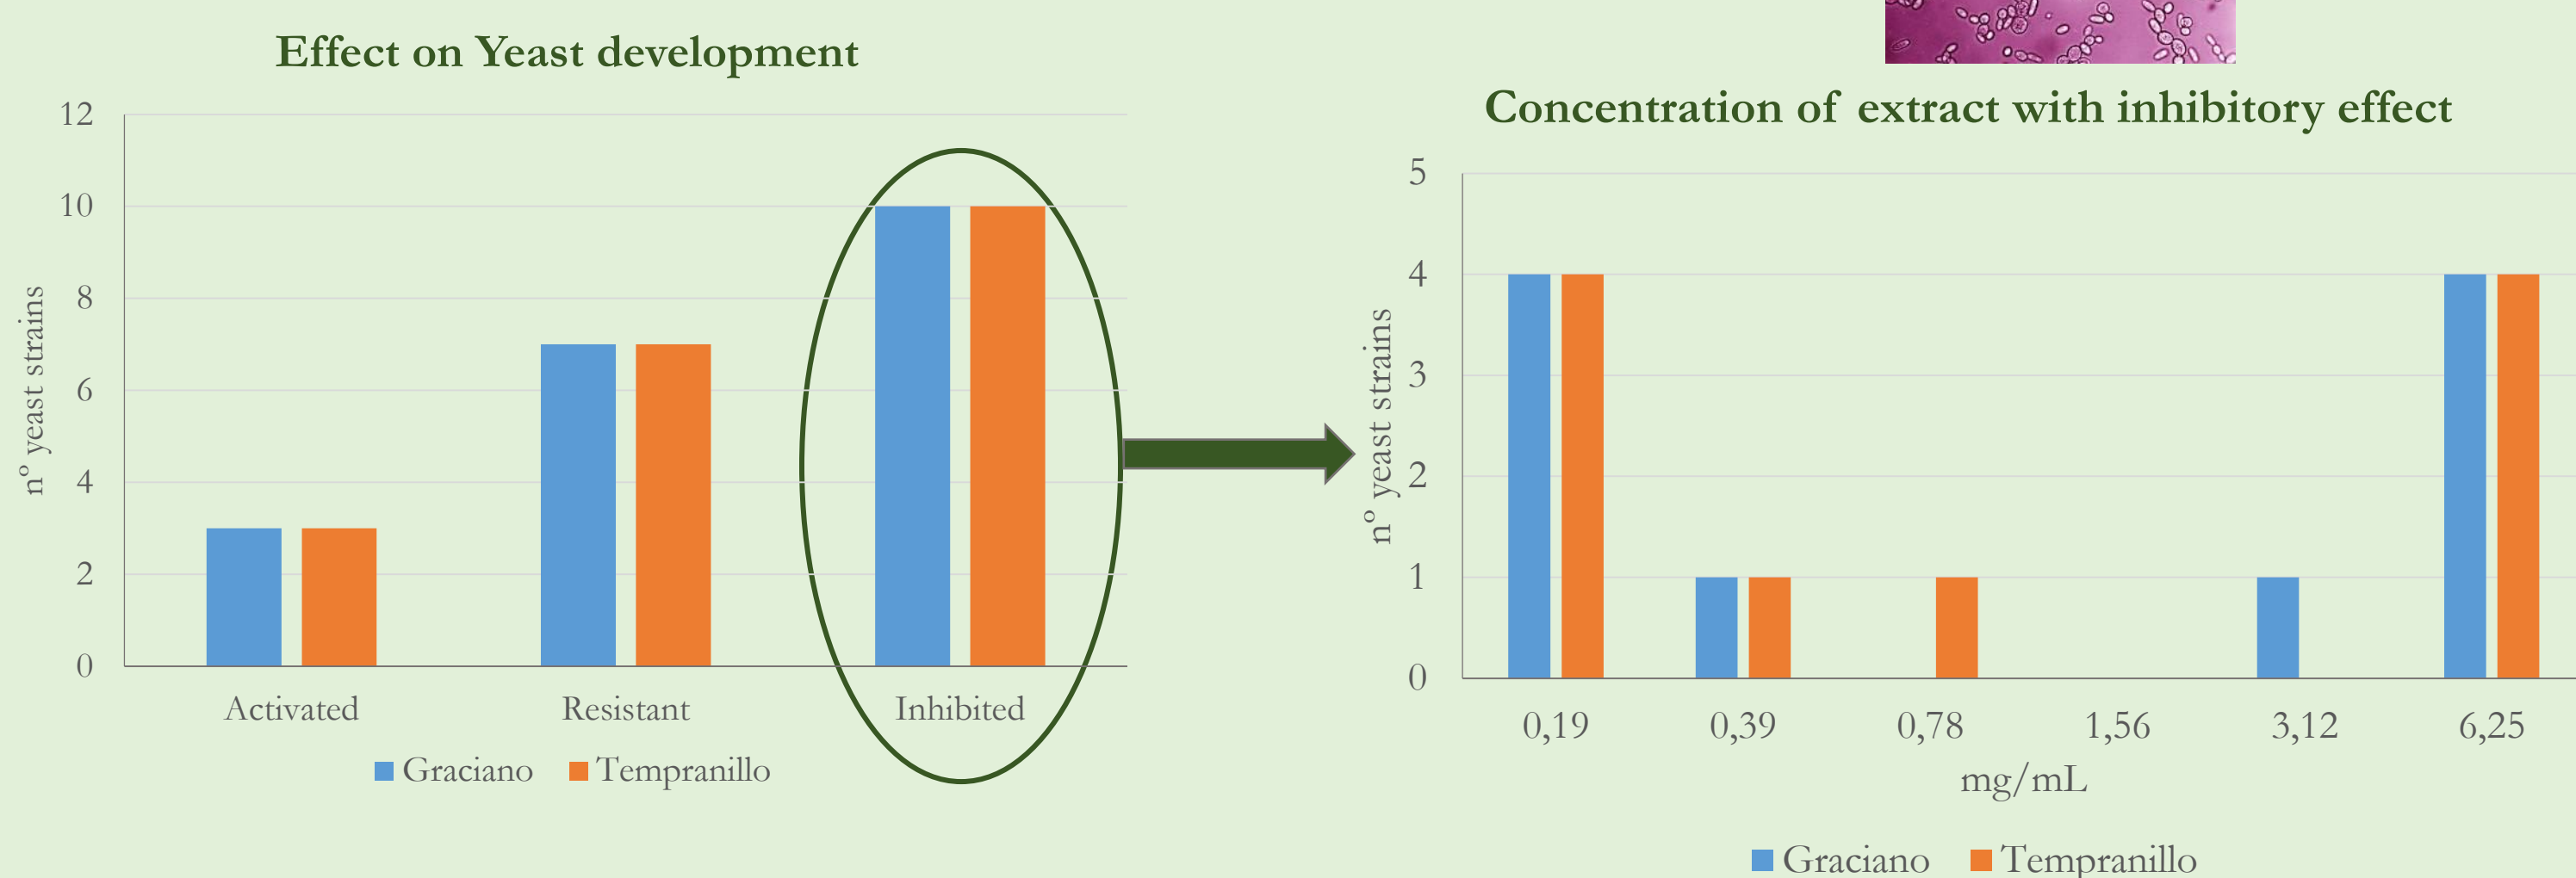 Effect on Yeast development
12
10
8
6
4
2
0
nº yeast strains
Activated Resistant Inhibited
Graciano Tempranillo
Concentration of extract with inhibitory effect
5
4
3
2
1
0
nº yeast strains
0,19 0,39 0,78 1,56 3,12 6,25
mg/mL
Graciano Tempranillo